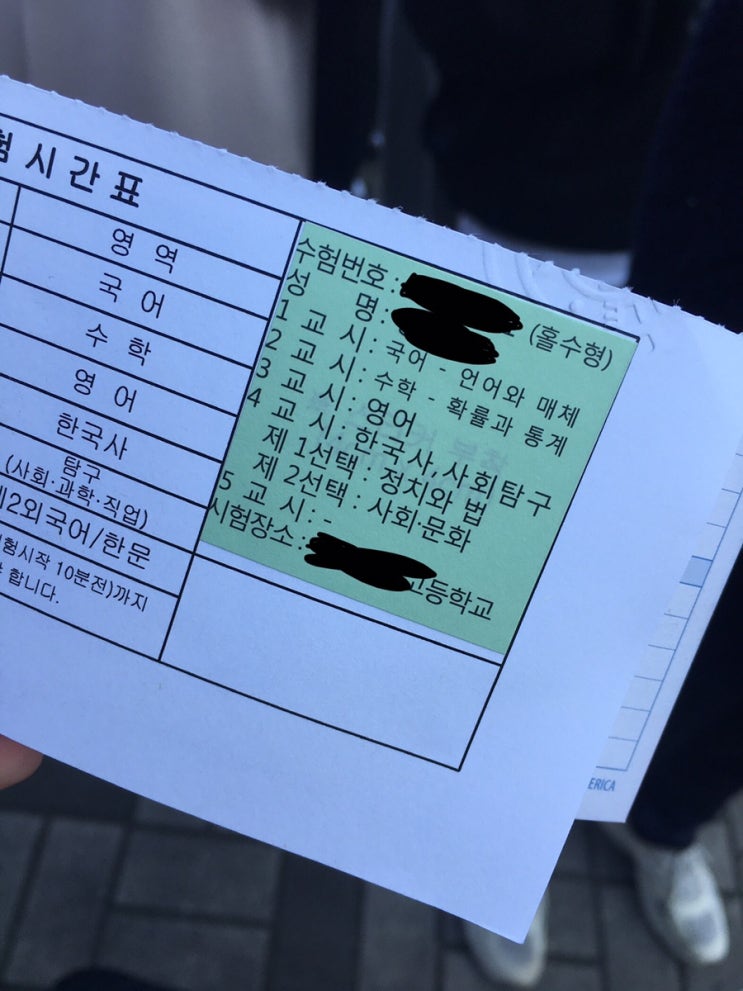 험 시 간 표
영 역
국 어
수 학
영 어
한국사
탐구
(사회·과학·직업)
제2외국어/한문
험시작 10분전)까지
합니다.
수험번호 : (홀수형)
성 명 :
1 교 시 : 국어 - 언어와 매체
2 교 시 : 수학 - 확률과 통계
3 교 시 : 영어
4 교 시 : 한국사, 사회탐구
제 1선택 : 정치와 법
제 2선택 : 사회·문화
5 교 시 : -
시험장소 : 고등학교
ERICA